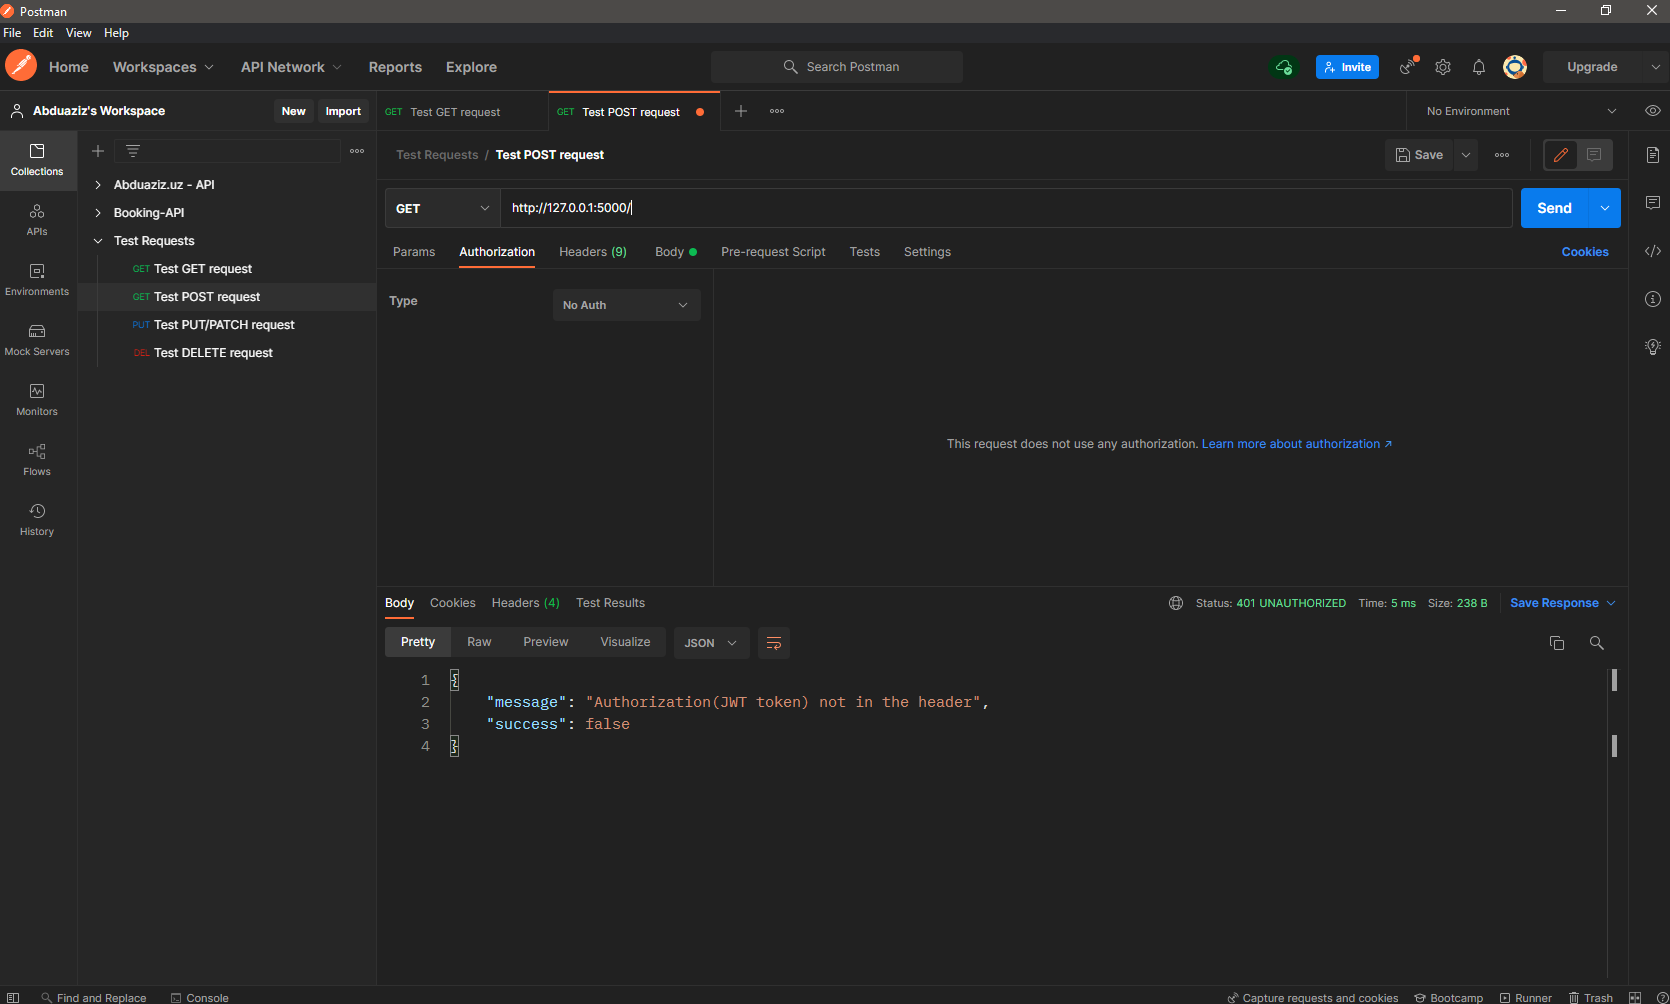 Postman
File Edit View Help
Home Workspaces API Network Reports Explore Search Postman Invite Upgrade
Abduaziz's Workspace New Import GET Test GET request GET Test POST request No Environment
Collections
APIs
Environments
Mock Servers
Monitors
Flows
History
Abduaziz.uz - API
Booking-API
Test Requests
GET Test GET request
GET Test POST request
PUT Test PUT/PATCH request
DEL Test DELETE request
Test Requests / Test POST request Save
GET http://127.0.0.1:5000/ Send
Params Authorization Headers (9) Body Pre-request Script Tests Settings Cookies
Type No Auth
This request does not use any authorization. Learn more about authorization ↗
Body Cookies Headers (4) Test Results Status: 401 UNAUTHORIZED Time: 5 ms Size: 238 B Save Response
Pretty Raw Preview Visualize JSON
1 {
2 "message": "Authorization(JWT token) not in the header",
3 "success": false
4 }
Find and Replace Console Capture requests and cookies Bootcamp Runner Trash